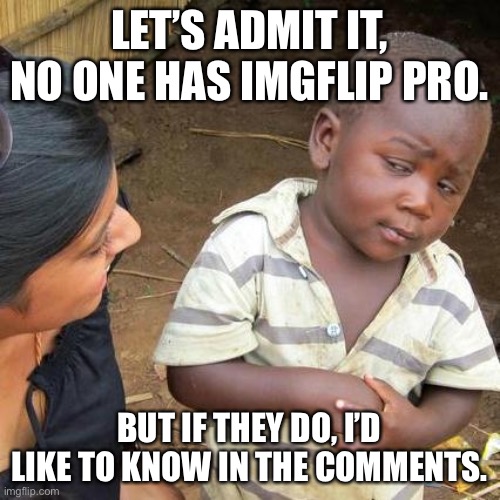 LET’S ADMIT IT,
NO ONE HAS IMGFLIP PRO.
BUT IF THEY DO, I’D
LIKE TO KNOW IN THE COMMENTS.
imgflip.com